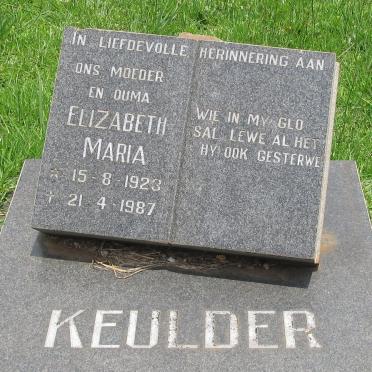 IN LIEFDEVOLLE HERINNERING AAN
ONS MOEDER
EN OUMA
ELIZABETH
MARIA
* 15-8-1923
† 21-4-1987
WIE IN MY GLO
SAL LEWE AL HET
HY OOK GESTERWE
KEULDER